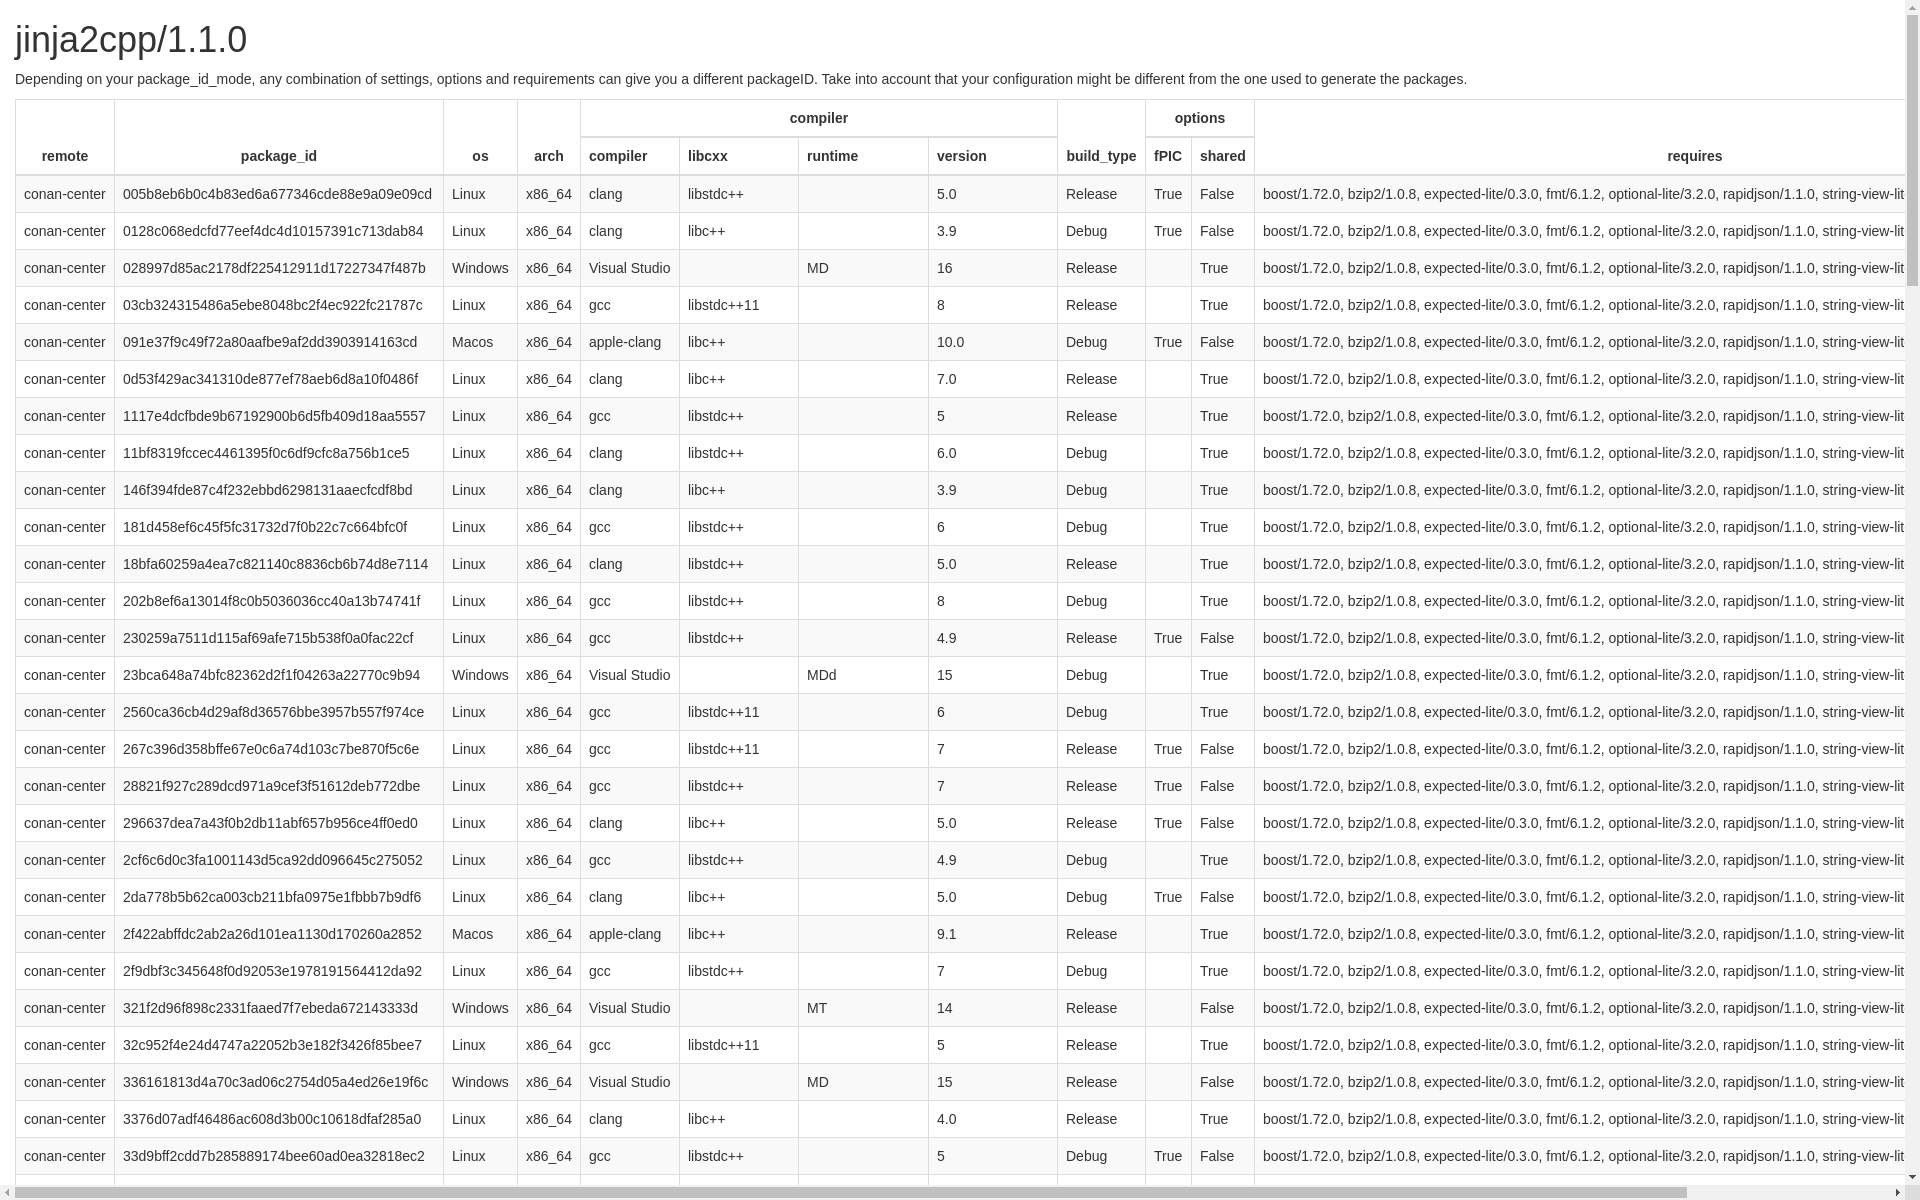 jinja2cpp/1.1.0
Depending on your package_id_mode, any combination of settings, options and requirements can give you a different packageID. Take into account that your configuration might be different from the one used to generate the packages.
compiler options
remote package_id os arch compiler libcxx runtime version build_type fPIC shared requires
conan-center 005b8eb6b0c4b83ed6a677346cde88e9a09e09cd Linux x86_64 clang libstdc++ 5.0 Release True False boost/1.72.0, bzip2/1.0.8, expected-lite/0.3.0, fmt/6.1.2, optional-lite/3.2.0, rapidjson/1.1.0, string-view-lit
conan-center 0128c068edcfd77eef4dc4d10157391c713dab84 Linux x86_64 clang libc++ 3.9 Debug True False boost/1.72.0, bzip2/1.0.8, expected-lite/0.3.0, fmt/6.1.2, optional-lite/3.2.0, rapidjson/1.1.0, string-view-lit
conan-center 028997d85ac2178df225412911d17227347f487b Windows x86_64 Visual Studio MD 16 Release True boost/1.72.0, bzip2/1.0.8, expected-lite/0.3.0, fmt/6.1.2, optional-lite/3.2.0, rapidjson/1.1.0, string-view-lit
conan-center 03cb324315486a5ebe8048bc2f4ec922fc21787c Linux x86_64 gcc libstdc++11 8 Release True boost/1.72.0, bzip2/1.0.8, expected-lite/0.3.0, fmt/6.1.2, optional-lite/3.2.0, rapidjson/1.1.0, string-view-lit
conan-center 091e37f9c49f72a80aafbe9af2dd3903914163cd Macos x86_64 apple-clang libc++ 10.0 Debug True False boost/1.72.0, bzip2/1.0.8, expected-lite/0.3.0, fmt/6.1.2, optional-lite/3.2.0, rapidjson/1.1.0, string-view-lit
conan-center 0d53f429ac341310de877ef78aeb6d8a10f0486f Linux x86_64 clang libc++ 7.0 Release True boost/1.72.0, bzip2/1.0.8, expected-lite/0.3.0, fmt/6.1.2, optional-lite/3.2.0, rapidjson/1.1.0, string-view-lit
conan-center 1117e4dcfbde9b67192900b6d5fb409d18aa5557 Linux x86_64 gcc libstdc++ 5 Release True boost/1.72.0, bzip2/1.0.8, expected-lite/0.3.0, fmt/6.1.2, optional-lite/3.2.0, rapidjson/1.1.0, string-view-lit
conan-center 11bf8319fccec4461395f0c6df9cfc8a756b1ce5 Linux x86_64 clang libstdc++ 6.0 Debug True boost/1.72.0, bzip2/1.0.8, expected-lite/0.3.0, fmt/6.1.2, optional-lite/3.2.0, rapidjson/1.1.0, string-view-lit
conan-center 146f394fde87c4f232ebbd6298131aaecfcdf8bd Linux x86_64 clang libc++ 3.9 Debug True boost/1.72.0, bzip2/1.0.8, expected-lite/0.3.0, fmt/6.1.2, optional-lite/3.2.0, rapidjson/1.1.0, string-view-lit
conan-center 181d458ef6c45f5fc31732d7f0b22c7c664bfc0f Linux x86_64 gcc libstdc++ 6 Debug True boost/1.72.0, bzip2/1.0.8, expected-lite/0.3.0, fmt/6.1.2, optional-lite/3.2.0, rapidjson/1.1.0, string-view-lit
conan-center 18bfa60259a4ea7c821140c8836cb6b74d8e7114 Linux x86_64 clang libstdc++ 5.0 Release True boost/1.72.0, bzip2/1.0.8, expected-lite/0.3.0, fmt/6.1.2, optional-lite/3.2.0, rapidjson/1.1.0, string-view-lit
conan-center 202b8ef6a13014f8c0b5036036cc40a13b74741f Linux x86_64 gcc libstdc++ 8 Debug True boost/1.72.0, bzip2/1.0.8, expected-lite/0.3.0, fmt/6.1.2, optional-lite/3.2.0, rapidjson/1.1.0, string-view-lit
conan-center 230259a7511d115af69afe715b538f0a0fac22cf Linux x86_64 gcc libstdc++ 4.9 Release True False boost/1.72.0, bzip2/1.0.8, expected-lite/0.3.0, fmt/6.1.2, optional-lite/3.2.0, rapidjson/1.1.0, string-view-lit
conan-center 23bca648a74bfc82362d2f1f04263a22770c9b94 Windows x86_64 Visual Studio MDd 15 Debug True boost/1.72.0, bzip2/1.0.8, expected-lite/0.3.0, fmt/6.1.2, optional-lite/3.2.0, rapidjson/1.1.0, string-view-lit
conan-center 2560ca36cb4d29af8d36576bbe3957b557f974ce Linux x86_64 gcc libstdc++11 6 Debug True boost/1.72.0, bzip2/1.0.8, expected-lite/0.3.0, fmt/6.1.2, optional-lite/3.2.0, rapidjson/1.1.0, string-view-lit
conan-center 267c396d358bffe67e0c6a74d103c7be870f5c6e Linux x86_64 gcc libstdc++11 7 Release True False boost/1.72.0, bzip2/1.0.8, expected-lite/0.3.0, fmt/6.1.2, optional-lite/3.2.0, rapidjson/1.1.0, string-view-lit
conan-center 28821f927c289dcd971a9cef3f51612deb772dbe Linux x86_64 gcc libstdc++ 7 Release True False boost/1.72.0, bzip2/1.0.8, expected-lite/0.3.0, fmt/6.1.2, optional-lite/3.2.0, rapidjson/1.1.0, string-view-lit
conan-center 296637dea7a43f0b2db11abf657b956ce4ff0ed0 Linux x86_64 clang libc++ 5.0 Release True False boost/1.72.0, bzip2/1.0.8, expected-lite/0.3.0, fmt/6.1.2, optional-lite/3.2.0, rapidjson/1.1.0, string-view-lit
conan-center 2cf6c6d0c3fa1001143d5ca92dd096645c275052 Linux x86_64 gcc libstdc++ 4.9 Debug True boost/1.72.0, bzip2/1.0.8, expected-lite/0.3.0, fmt/6.1.2, optional-lite/3.2.0, rapidjson/1.1.0, string-view-lit
conan-center 2da778b5b62ca003cb211bfa0975e1fbbb7b9df6 Linux x86_64 clang libc++ 5.0 Debug True False boost/1.72.0, bzip2/1.0.8, expected-lite/0.3.0, fmt/6.1.2, optional-lite/3.2.0, rapidjson/1.1.0, string-view-lit
conan-center 2f422abffdc2ab2a26d101ea1130d170260a2852 Macos x86_64 apple-clang libc++ 9.1 Release True boost/1.72.0, bzip2/1.0.8, expected-lite/0.3.0, fmt/6.1.2, optional-lite/3.2.0, rapidjson/1.1.0, string-view-lit
conan-center 2f9dbf3c345648f0d92053e1978191564412da92 Linux x86_64 gcc libstdc++ 7 Debug True boost/1.72.0, bzip2/1.0.8, expected-lite/0.3.0, fmt/6.1.2, optional-lite/3.2.0, rapidjson/1.1.0, string-view-lit
conan-center 321f2d96f898c2331faaed7f7ebeda672143333d Windows x86_64 Visual Studio MT 14 Release False boost/1.72.0, bzip2/1.0.8, expected-lite/0.3.0, fmt/6.1.2, optional-lite/3.2.0, rapidjson/1.1.0, string-view-lit
conan-center 32c952f4e24d4747a22052b3e182f3426f85bee7 Linux x86_64 gcc libstdc++11 5 Release True boost/1.72.0, bzip2/1.0.8, expected-lite/0.3.0, fmt/6.1.2, optional-lite/3.2.0, rapidjson/1.1.0, string-view-lit
conan-center 336161813d4a70c3ad06c2754d05a4ed26e19f6c Windows x86_64 Visual Studio MD 15 Release False boost/1.72.0, bzip2/1.0.8, expected-lite/0.3.0, fmt/6.1.2, optional-lite/3.2.0, rapidjson/1.1.0, string-view-lit
conan-center 3376d07adf46486ac608d3b00c10618dfaf285a0 Linux x86_64 clang libc++ 4.0 Release True boost/1.72.0, bzip2/1.0.8, expected-lite/0.3.0, fmt/6.1.2, optional-lite/3.2.0, rapidjson/1.1.0, string-view-lit
conan-center 33d9bff2cdd7b285889174bee60ad0ea32818ec2 Linux x86_64 gcc libstdc++ 5 Debug True False boost/1.72.0, bzip2/1.0.8, expected-lite/0.3.0, fmt/6.1.2, optional-lite/3.2.0, rapidjson/1.1.0, string-view-lit